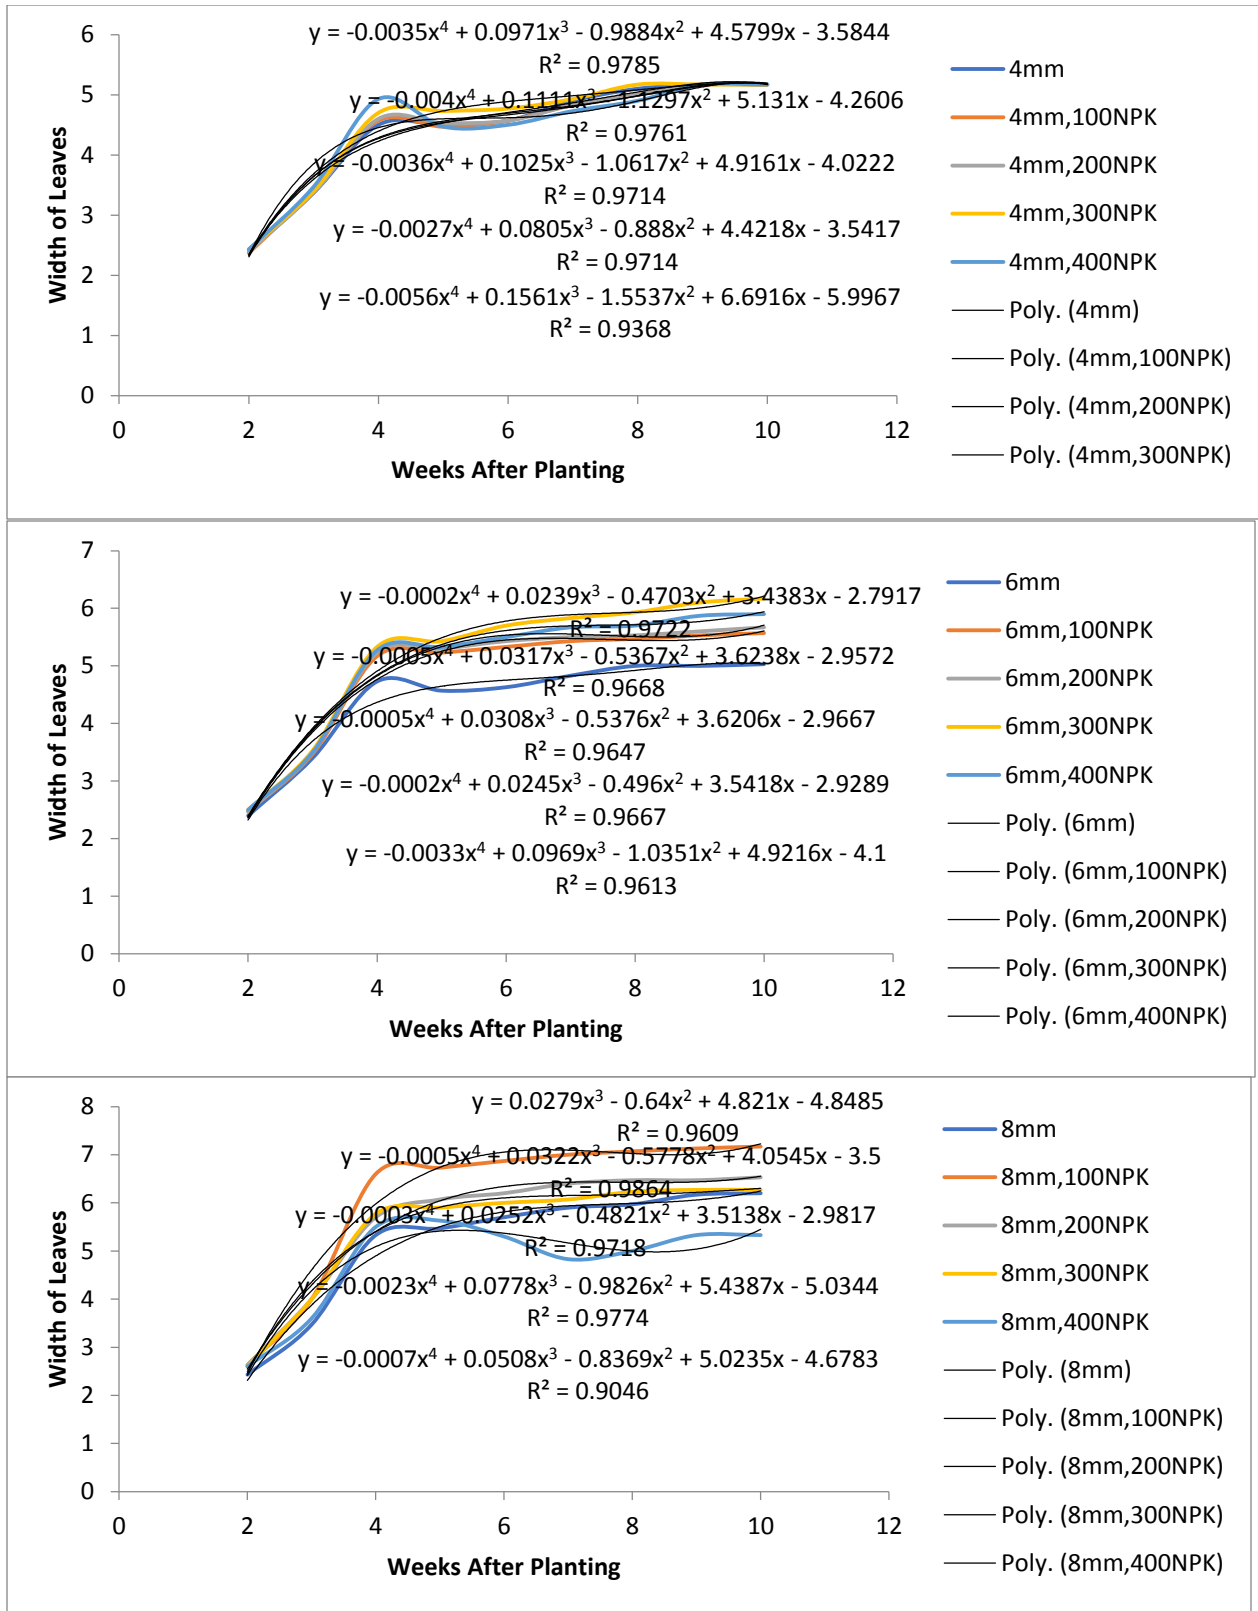 y = -0.0035x⁴ + 0.0971x³ - 0.9884x² + 4.5799x - 3.5844
R² = 0.9785
y = -0.004x⁴ + 0.1111x³ - 1.1297x² + 5.131x - 4.2606
R² = 0.9761
y = -0.0036x⁴ + 0.1025x³ - 1.0617x² + 4.9161x - 4.0222
R² = 0.9714
y = -0.0027x⁴ + 0.0805x³ - 0.888x² + 4.4218x - 3.5417
R² = 0.9714
y = -0.0056x⁴ + 0.1561x³ - 1.5537x² + 6.6916x - 5.9967
R² = 0.9368
6
5
4
3
2
1
0
Width of Leaves
0 2 4 6 8 10 12
Weeks After Planting
4mm
4mm,100NPK
4mm,200NPK
4mm,300NPK
4mm,400NPK
Poly. (4mm)
Poly. (4mm,100NPK)
Poly. (4mm,200NPK)
Poly. (4mm,300NPK)
y = -0.0002x⁴ + 0.0239x³ - 0.4703x² + 3.4383x - 2.7917
R² = 0.9722
y = -0.0005x⁴ + 0.0317x³ - 0.5367x² + 3.6238x - 2.9572
R² = 0.9668
y = -0.0005x⁴ + 0.0308x³ - 0.5376x² + 3.6206x - 2.9667
R² = 0.9647
y = -0.0002x⁴ + 0.0245x³ - 0.496x² + 3.5418x - 2.9289
R² = 0.9667
y = -0.0033x⁴ + 0.0969x³ - 1.0351x² + 4.9216x - 4.1
R² = 0.9613
7
6
5
4
3
2
1
0
Width of Leaves
0 2 4 6 8 10 12
Weeks After Planting
6mm
6mm,100NPK
6mm,200NPK
6mm,300NPK
6mm,400NPK
Poly. (6mm)
Poly. (6mm,100NPK)
Poly. (6mm,200NPK)
Poly. (6mm,300NPK)
Poly. (6mm,400NPK)
y = 0.0279x³ - 0.64x² + 4.821x - 4.8485
R² = 0.9609
y = -0.0005x⁴ + 0.0322x³ - 0.5778x² + 4.0545x - 3.5
R² = 0.9864
y = -0.0003x⁴ + 0.0252x³ - 0.4821x² + 3.5138x - 2.9817
R² = 0.9718
y = -0.0023x⁴ + 0.0778x³ - 0.9826x² + 5.4387x - 5.0344
R² = 0.9774
y = -0.0007x⁴ + 0.0508x³ - 0.8369x² + 5.0235x - 4.6783
R² = 0.9046
8
7
6
5
4
3
2
1
0
Width of Leaves
0 2 4 6 8 10 12
Weeks After Planting
8mm
8mm,100NPK
8mm,200NPK
8mm,300NPK
8mm,400NPK
Poly. (8mm)
Poly. (8mm,100NPK)
Poly. (8mm,200NPK)
Poly. (8mm,300NPK)
Poly. (8mm,400NPK)